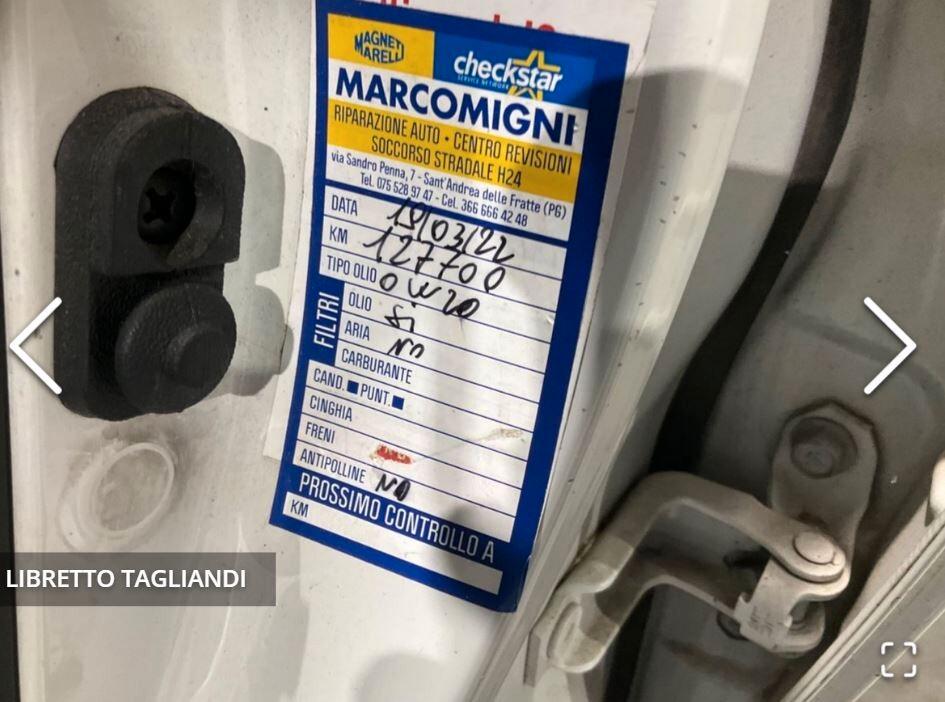 MAGNETI MARELLI
checkstar
SERVICE NETWORK
MARCOMIGNI
RIPARAZIONE AUTO • CENTRO REVISIONI
SOCCORSO STRADALE H24
via Sandro Penna, 7 - Sant'Andrea delle Fratte (PG)
Tel. 075 528 97 47 - Cel. 366 666 42 48
DATA 19/03/22
KM 127700
TIPO OLIO 0W20
FILTRI
OLIO Si
ARIA NO
CARBURANTE
CAND. ■ PUNT. ■
CINGHIA
FRENI
ANTIPOLLINE NO
PROSSIMO CONTROLLO A
KM
LIBRETTO TAGLIANDI